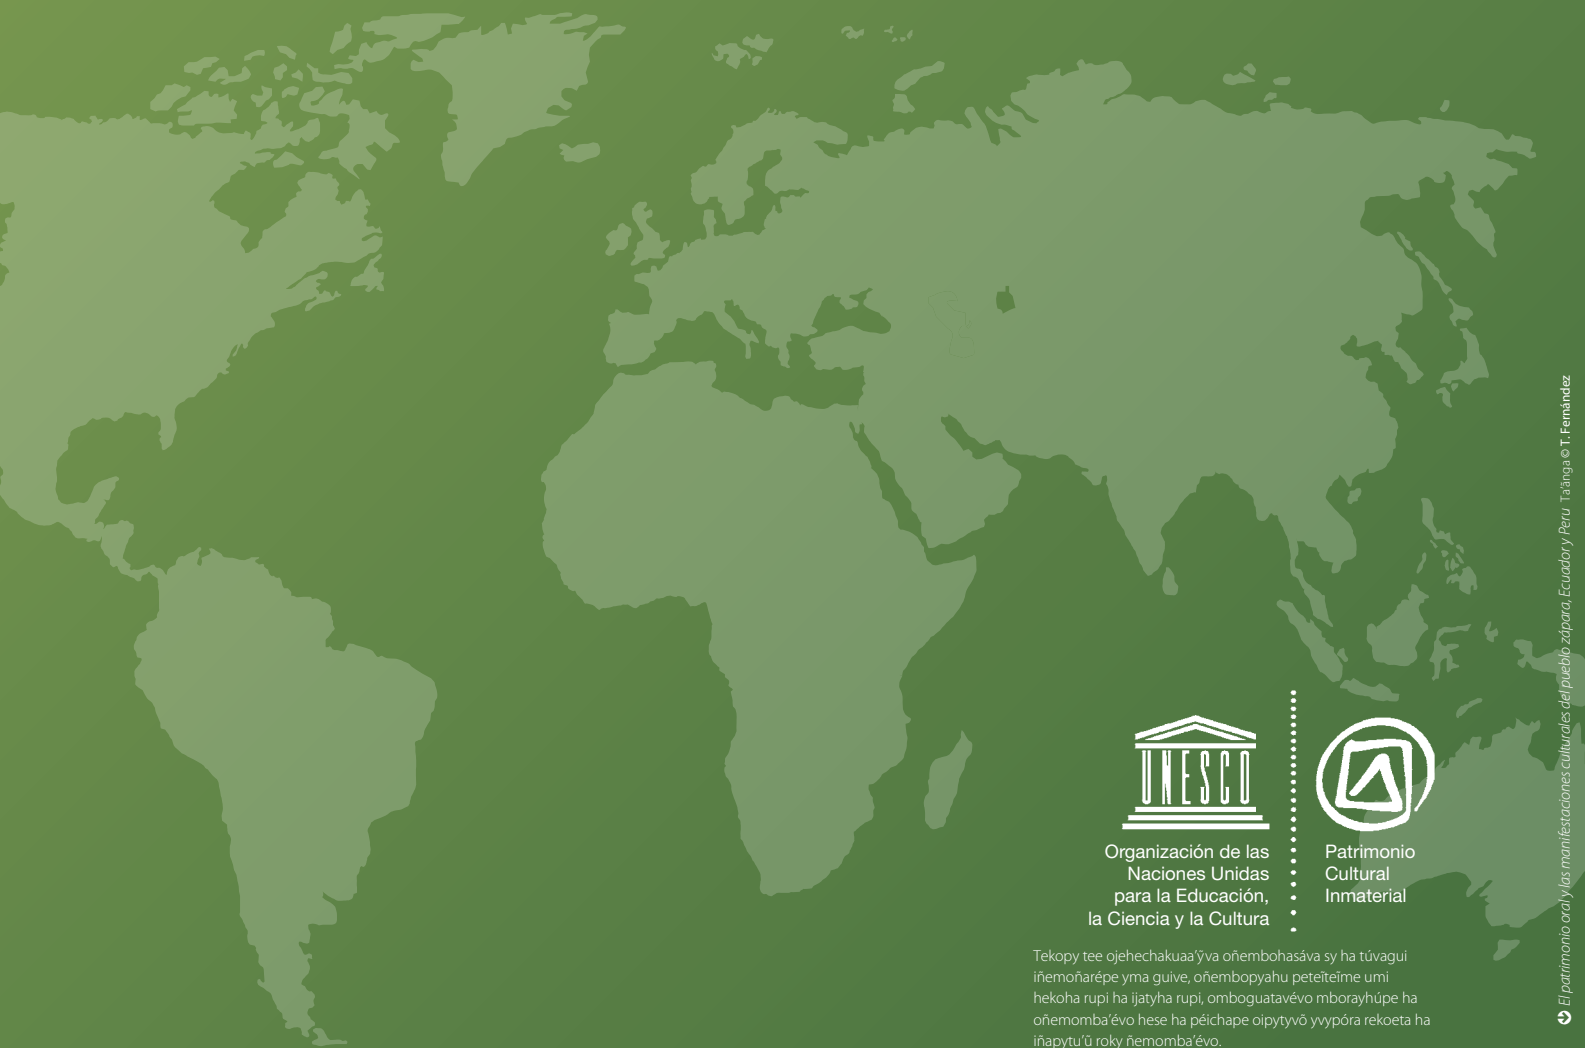 UNESCO
Organización de las
Naciones Unidas
para la Educación,
la Ciencia y la Cultura
Patrimonio
Cultural
Inmaterial
Tekopy tee ojehechakuaa’ỹva oñembohasáva sy ha túvagui
iñemoñarépe yma guive, oñembopyahu peteĩteĩme umi
hekoha rupi ha ijatyha rupi, omboguatavévo mborayhúpe ha
oñemomba’évo hese ha péichape oipytyvõ yvypóra rekoeta ha
iñapytu’ũ roky ñemomba’évo.
El patrimonio oral y las manifestaciones culturales del pueblo zápara, Ecuador y Peru Ta’ãnga © T. Fernández